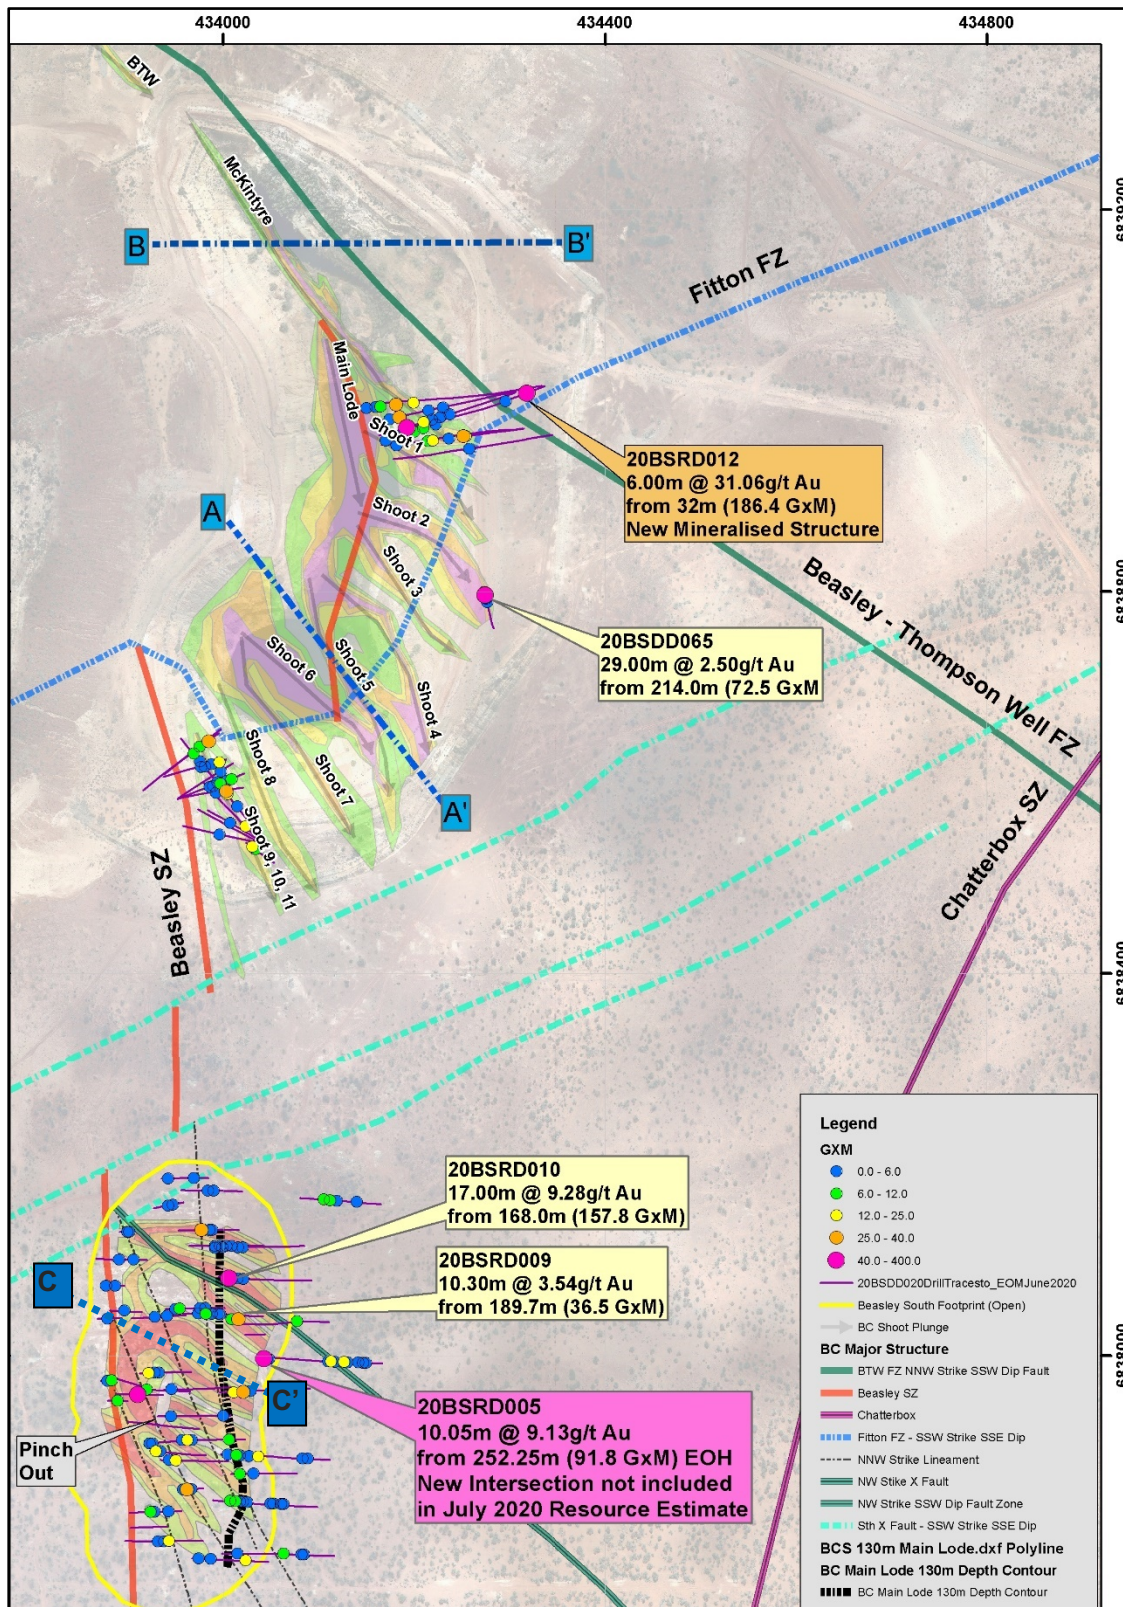 434000
434400
434800
BTW
McKintyre
6839200
B
B'
Fitton FZ
Main Lode
Shoot 1
20BSRD012
6.00m @ 31.06g/t Au
from 32m (186.4 GxM)
New Mineralised Structure
A
Shoot 2
Shoot 3
6838800
Beasley - Thompson Well FZ
20BSDD065
29.00m @ 2.50g/t Au
from 214.0m (72.5 GxM
Shoot 6
Shoot 5
Shoot 4
Shoot 8
Shoot 7
A'
Shoot 9, 10, 11
Chatterbox SZ
Beasley SZ
6838400
20BSRD010
17.00m @ 9.28g/t Au
from 168.0m (157.8 GxM)
20BSRD009
10.30m @ 3.54g/t Au
from 189.7m (36.5 GxM)
C
C'
6838000
20BSRD005
10.05m @ 9.13g/t Au
from 252.25m (91.8 GxM) EOH
New Intersection not included
in July 2020 Resource Estimate
Pinch
Out
Legend
GXM
0.0 - 6.0
6.0 - 12.0
12.0 - 25.0
25.0 - 40.0
40.0 - 400.0
20BSDD020DrillTracesto_EOMJune2020
Beasley South Footprint (Open)
BC Shoot Plunge
BC Major Structure
BTW FZ NNW Strike SSW Dip Fault
Beasley SZ
Chatterbox
Fitton FZ - SSW Strike SSE Dip
NNW Strike Lineament
NW Stike X Fault
NW Strike SSW Dip Fault Zone
Sth X Fault - SSW Strike SSE Dip
BCS 130m Main Lode.dxf Polyline
BC Main Lode 130m Depth Contour
BC Main Lode 130m Depth Contour